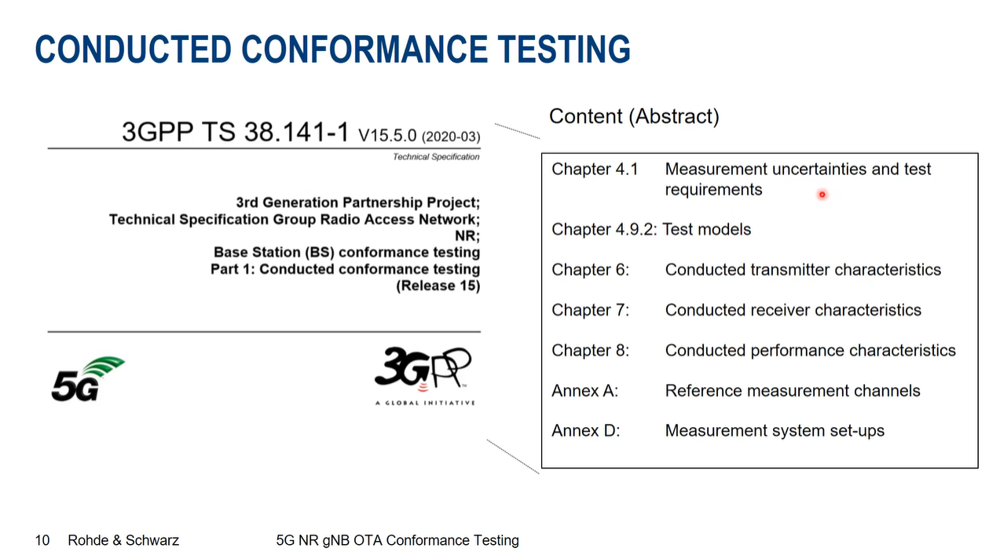 CONDUCTED CONFORMANCE TESTING
3GPP TS 38.141-1 V15.5.0 (2020-03)
Technical Specification
3rd Generation Partnership Project;
Technical Specification Group Radio Access Network;
NR;
Base Station (BS) conformance testing
Part 1: Conducted conformance testing
(Release 15)
5G
3GPP™
A GLOBAL INITIATIVE
Content (Abstract)
Chapter 4.1 Measurement uncertainties and test
requirements
Chapter 4.9.2: Test models
Chapter 6: Conducted transmitter characteristics
Chapter 7: Conducted receiver characteristics
Chapter 8: Conducted performance characteristics
Annex A: Reference measurement channels
Annex D: Measurement system set-ups
10 Rohde & Schwarz 5G NR gNB OTA Conformance Testing